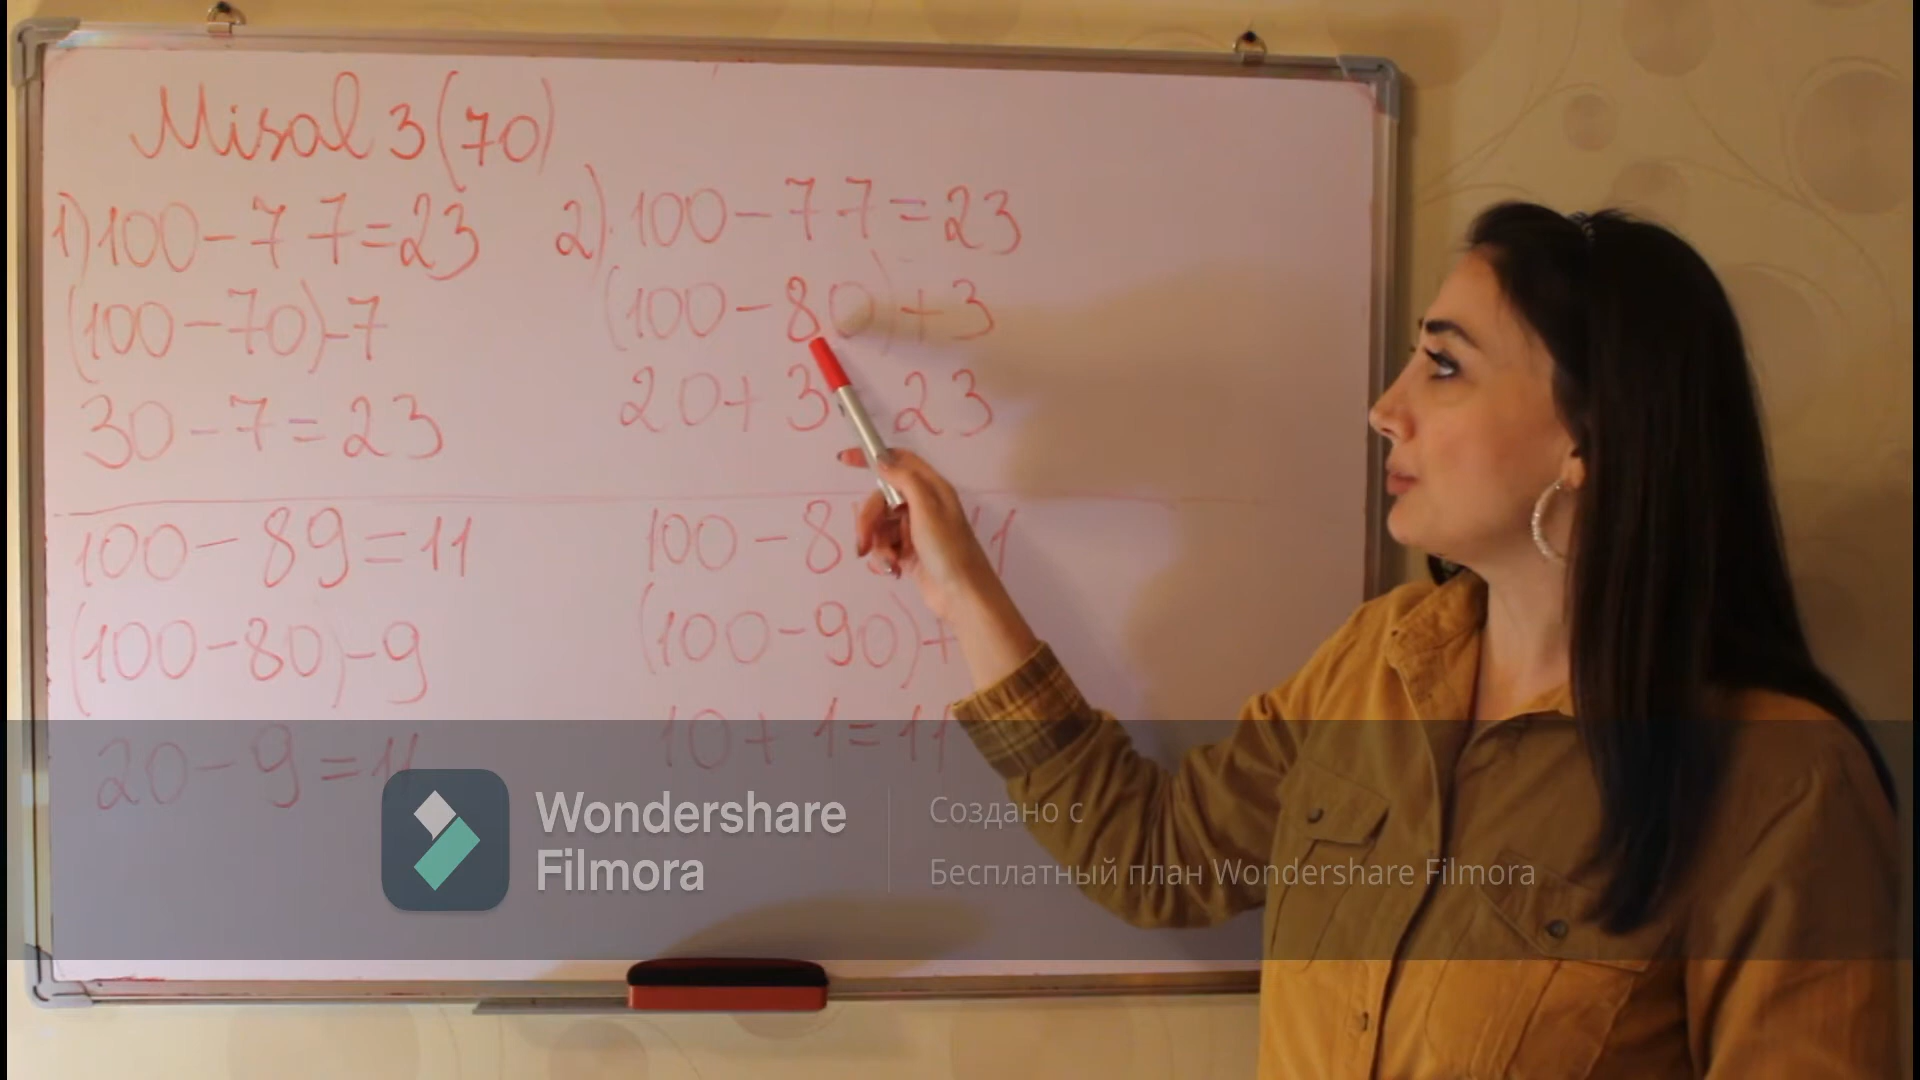 Misal 3 (70)
1) 100 - 77 = 23
(100 - 70) - 7
30 - 7 = 23
2) 100 - 77 = 23
(100 - 80) + 3
20 + 3 = 23
100 - 89 = 11
(100 - 80) - 9
20 - 9 = 11
100 - 8
(100 - 90) +
10 + 1 = 11
Wondershare
Filmora
Создано с
Бесплатный план Wondershare Filmora